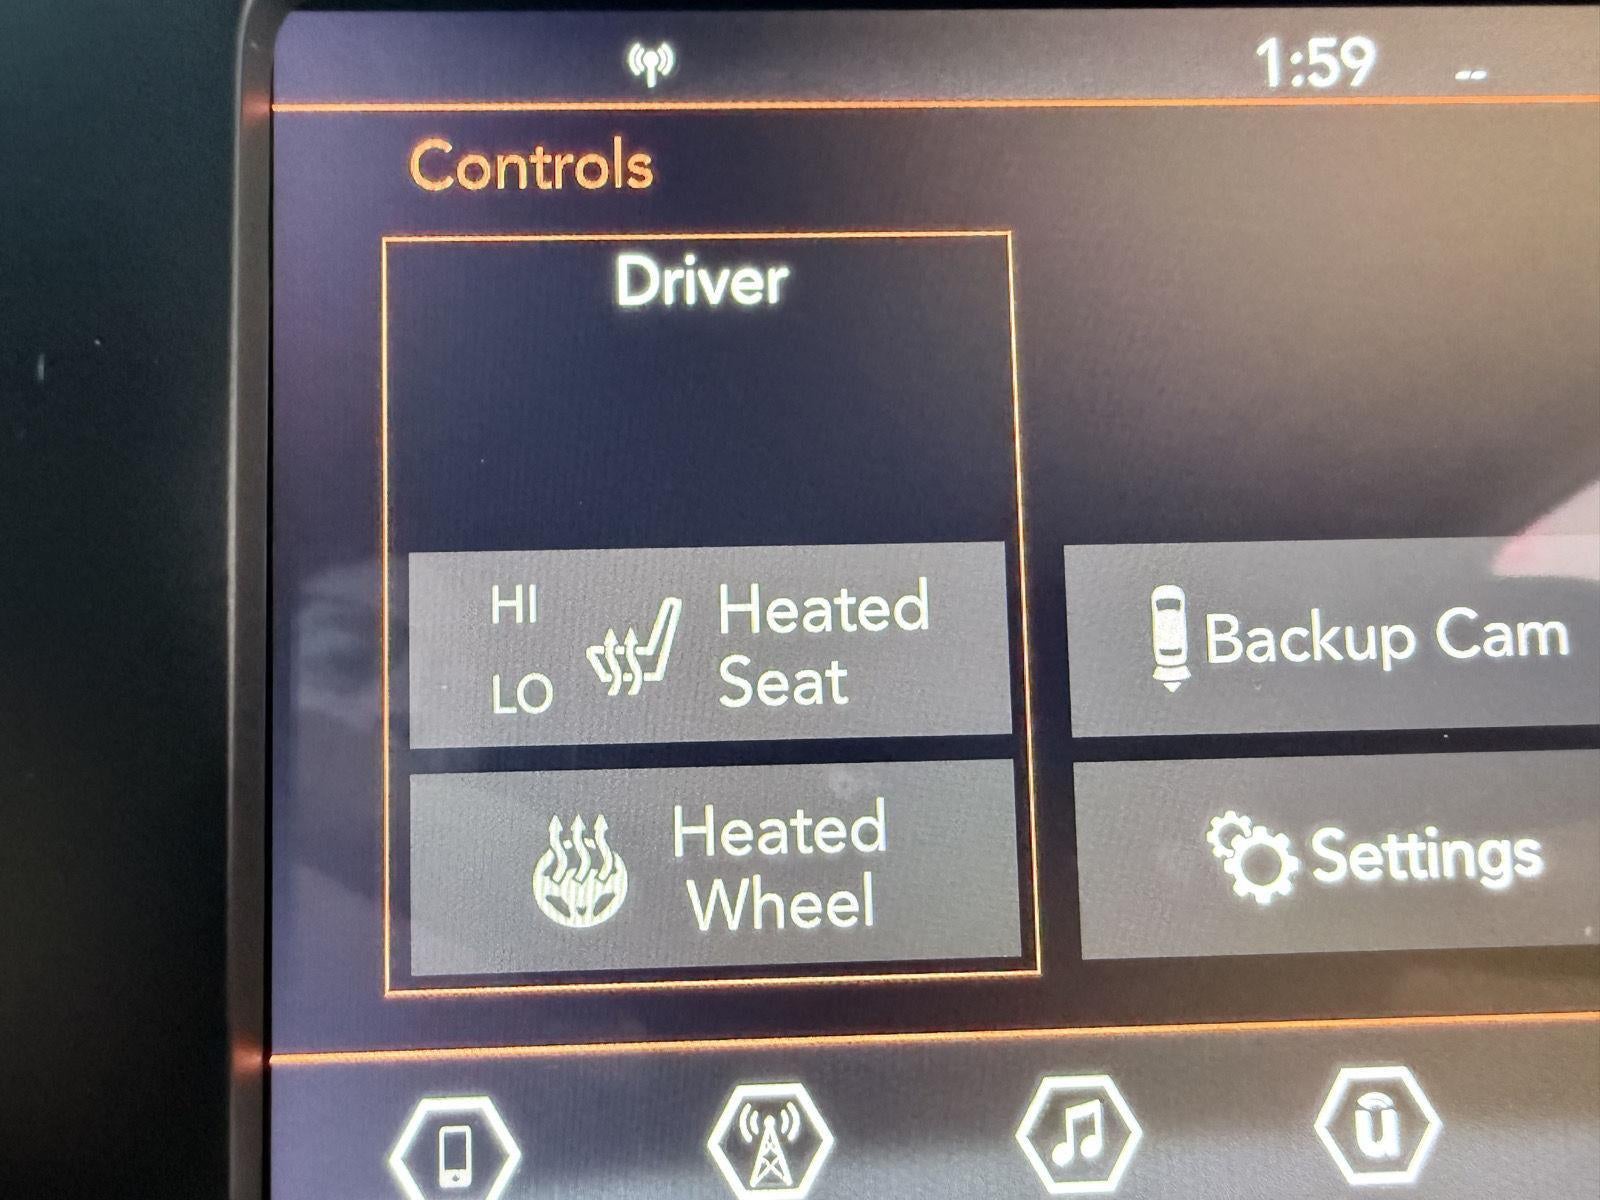 1:59 --
Controls
Driver
HI
LO
Heated
Seat
Backup Cam
Heated
Wheel
Settings
u